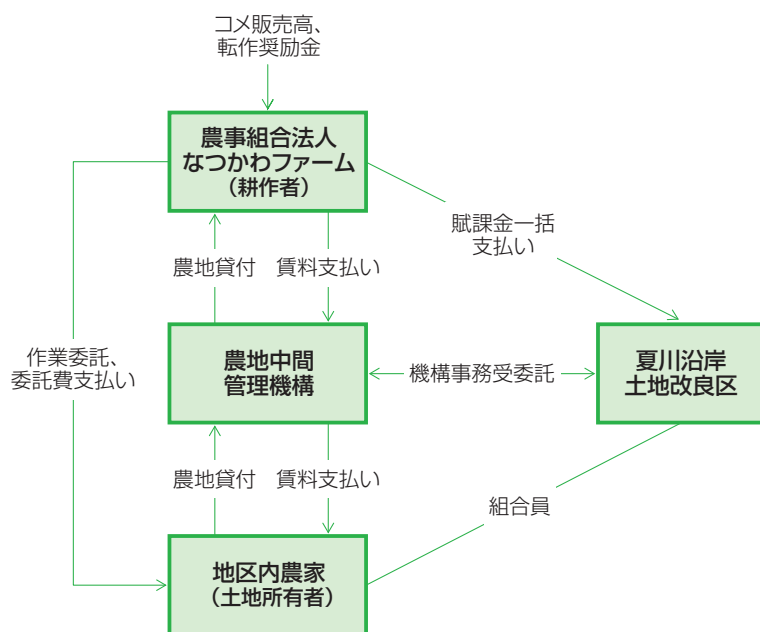 コメ販売高、
転作奨励金
農事組合法人
なつかわファーム
（耕作者）
賦課金一括
支払い
農地貸付
賃料支払い
作業委託、
委託費支払い
農地中間
管理機構
機構事務受委託
夏川沿岸
土地改良区
農地貸付
賃料支払い
組合員
地区内農家
（土地所有者）